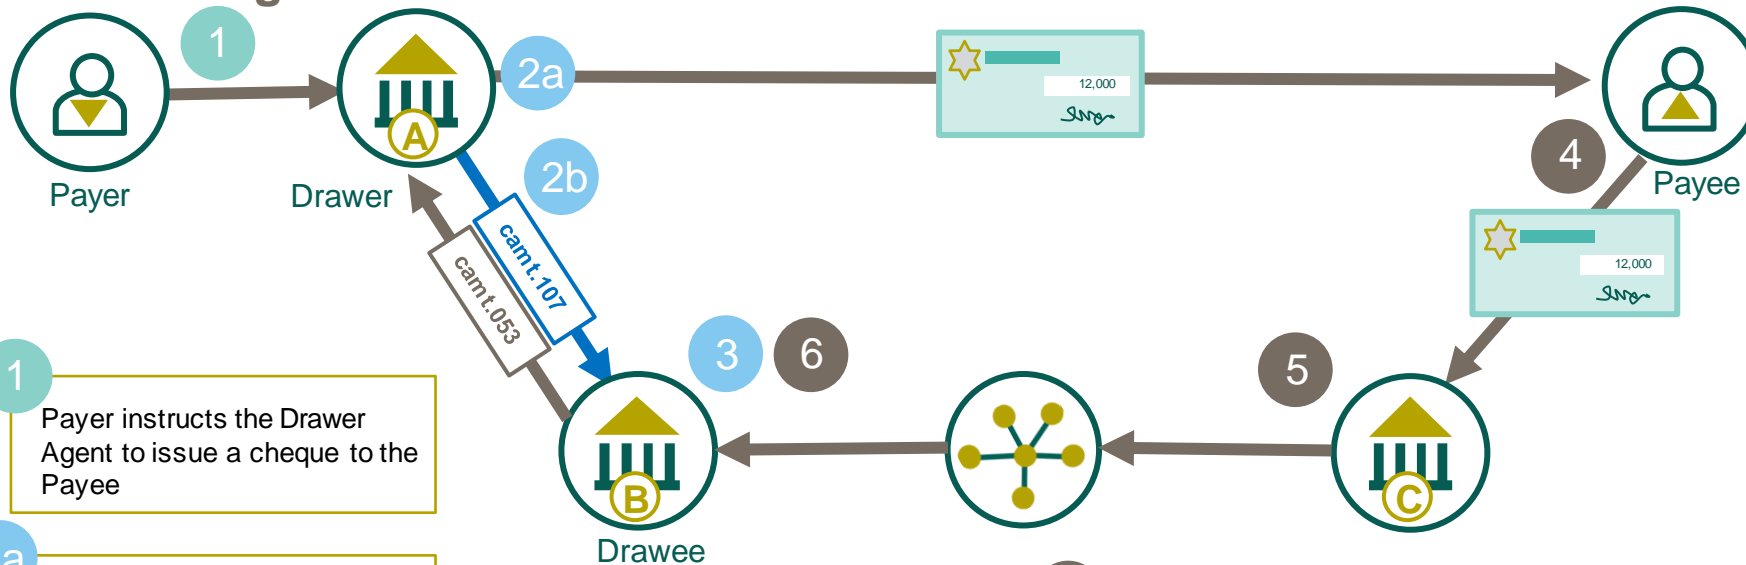 1
2a
12,000
A
Payer
Drawer
2b
4
Payee
camt.107
camt.053
12,000
3
6
5
B
C
Drawee
1
Payer instructs the Drawer
Agent to issue a cheque to the
Payee
a